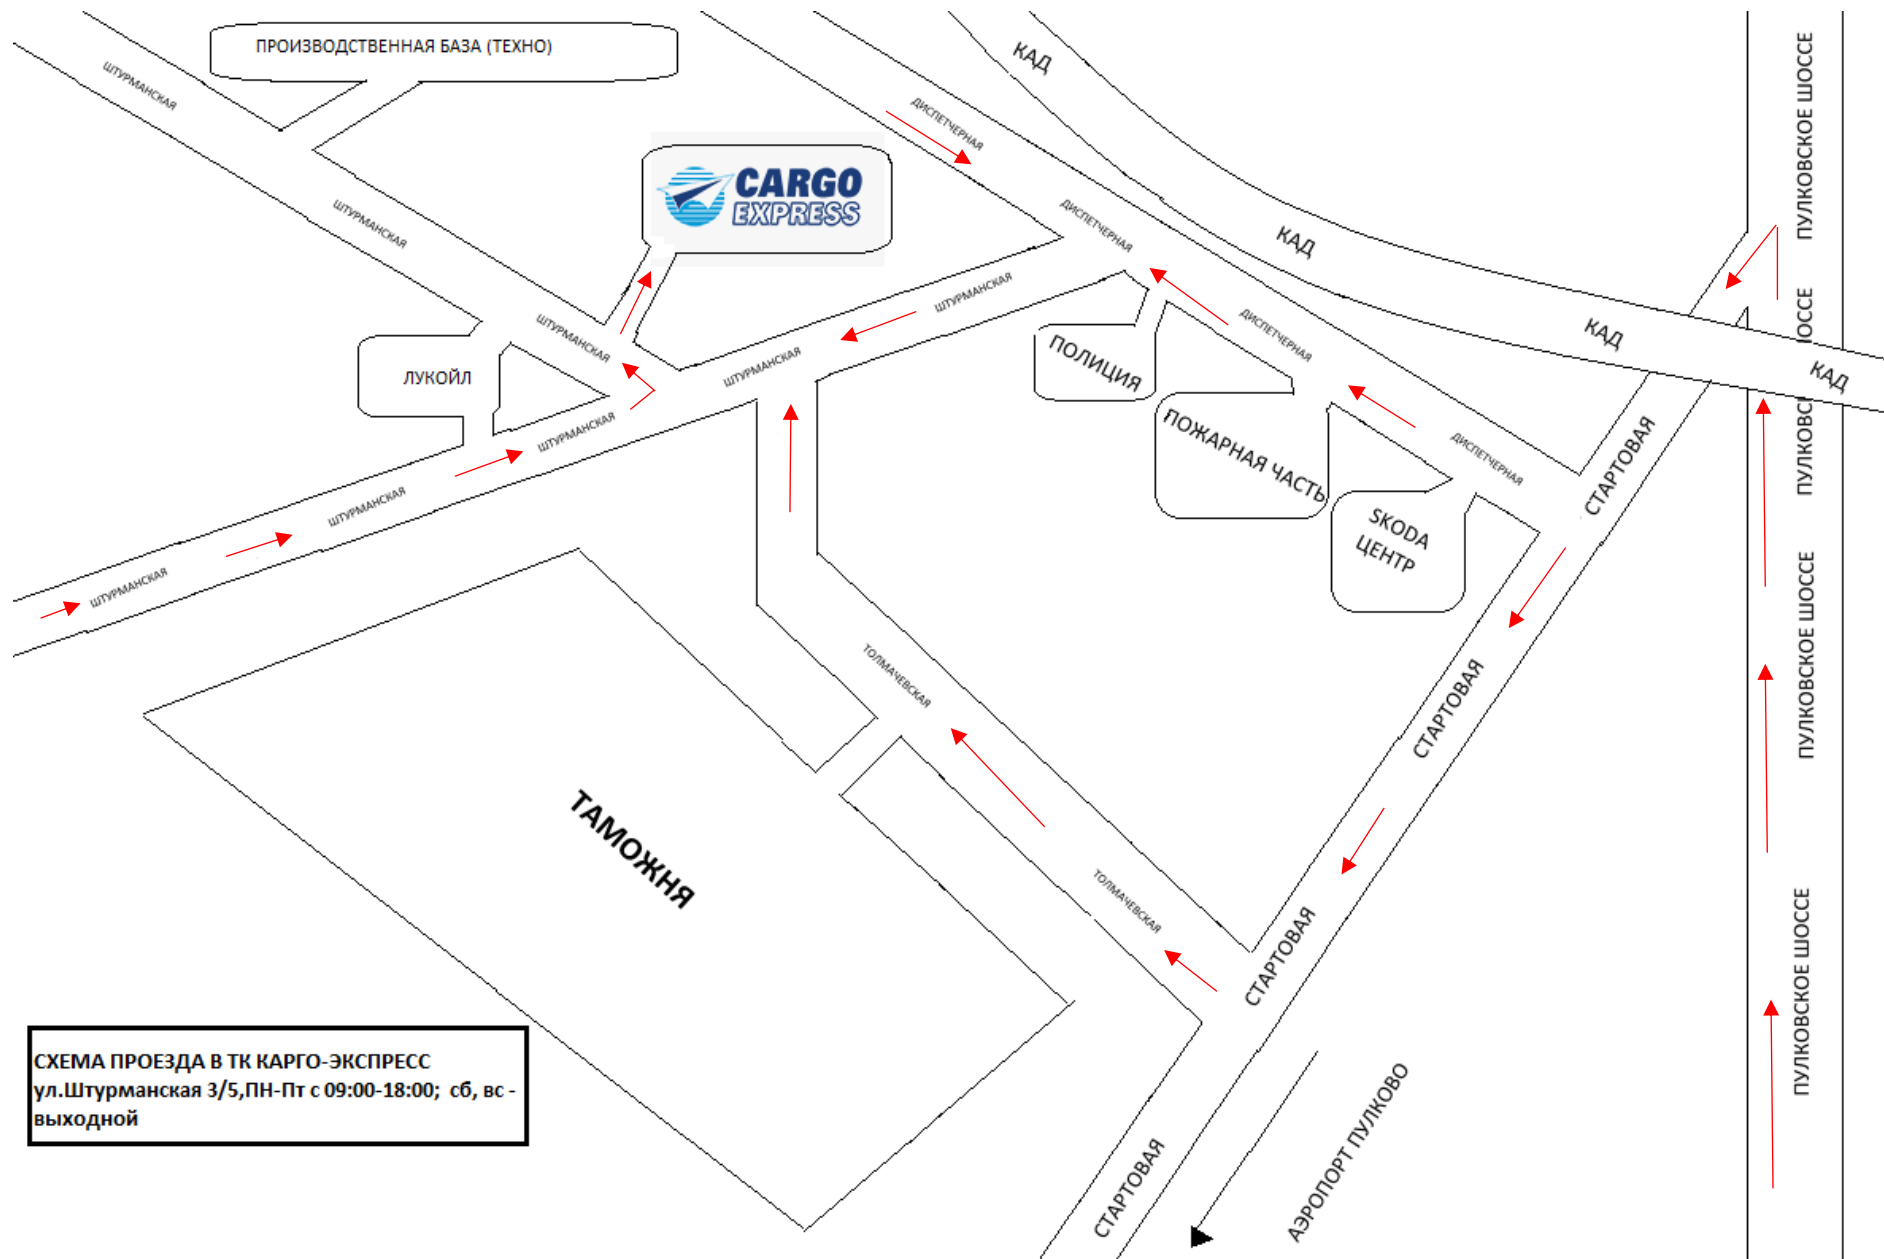 ПРОИЗВОДСТВЕННАЯ БАЗА (ТЕХНО)
ШТУРМАНСКАЯ
КАД
ПУЛКОВСКОЕ ШОССЕ
ДИСПЕТЧЕРНАЯ
CARGO
EXPRESS
ШТУРМАНСКАЯ
ДИСПЕТЧЕРНАЯ
КАД
ШТУРМАНСКАЯ
ШТУРМАНСКАЯ
ДИСПЕТЧЕРНАЯ
КАД
ШОССЕ
КАД
ПОЛИЦИЯ
ШТУРМАНСКАЯ
ЛУКОЙЛ
ШТУРМАНСКАЯ
ПОЖАРНАЯ ЧАСТЬ
ДИСПЕТЧЕРНАЯ
СТАРТОВАЯ
ПУЛКОВС
ШТУРМАНСКАЯ
SKODA
ЦЕНТР
ШТУРМАНСКАЯ
ТОЛМАЧЕВСКАЯ
СТАРТОВАЯ
ПУЛКОВСКОЕ ШОССЕ
ТАМОЖНЯ
ТОЛМАЧЕВСКАЯ
СТАРТОВАЯ
ПУЛКОВСКОЕ ШОССЕ
СХЕМА ПРОЕЗДА В ТК КАРГО-ЭКСПРЕСС
ул.Штурманская 3/5,ПН-Пт с 09:00-18:00; сб, вс -
выходной
СТАРТОВАЯ
АЭРОПОРТ ПУЛКОВО